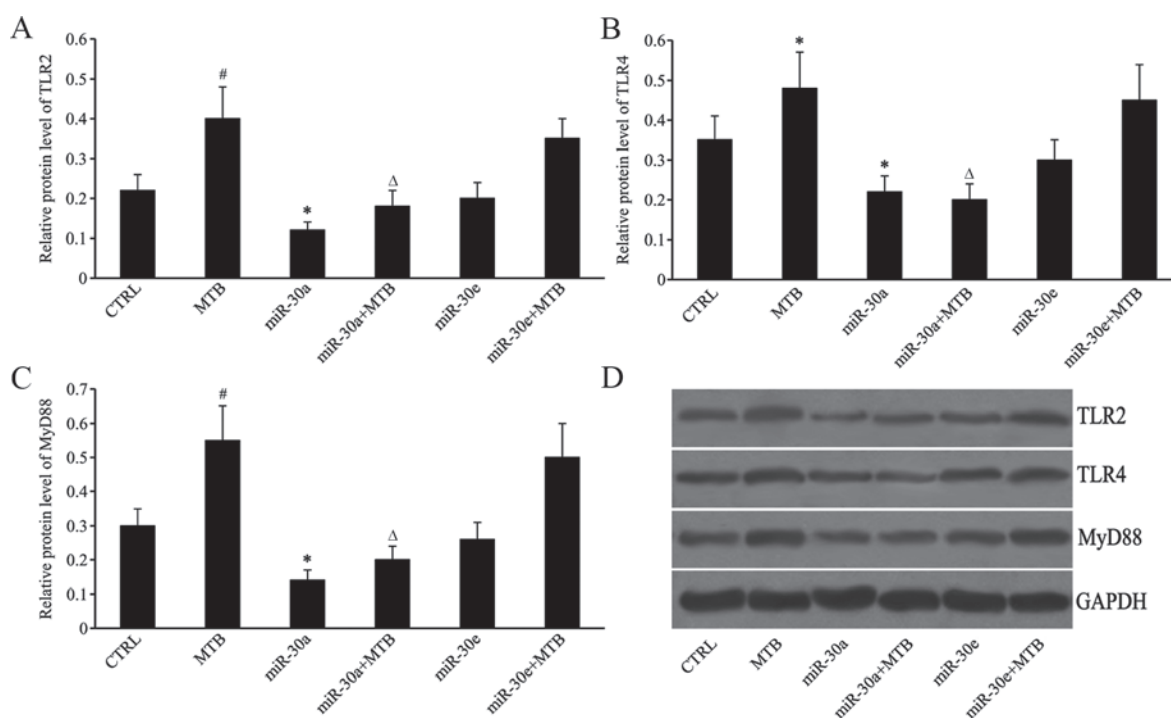 A
Relative protein level of TLR2
0.6
0.5
0.4
0.3
0.2
0.1
0
#
*
Δ
CTRL
MTB
miR-30a
miR-30a+MTB
miR-30e
miR-30e+MTB
B
Relative protein level of TLR4
0.6
0.5
0.4
0.3
0.2
0.1
0
*
*
Δ
CTRL
MTB
miR-30a
miR-30a+MTB
miR-30e
miR-30e+MTB
C
Relative protein level of MyD88
0.7
0.6
0.5
0.4
0.3
0.2
0.1
0
#
*
Δ
CTRL
MTB
miR-30a
miR-30a+MTB
miR-30e
miR-30e+MTB
D
TLR2
TLR4
MyD88
GAPDH
CTRL
MTB
miR-30a
miR-30a+MTB
miR-30e
miR-30e+MTB